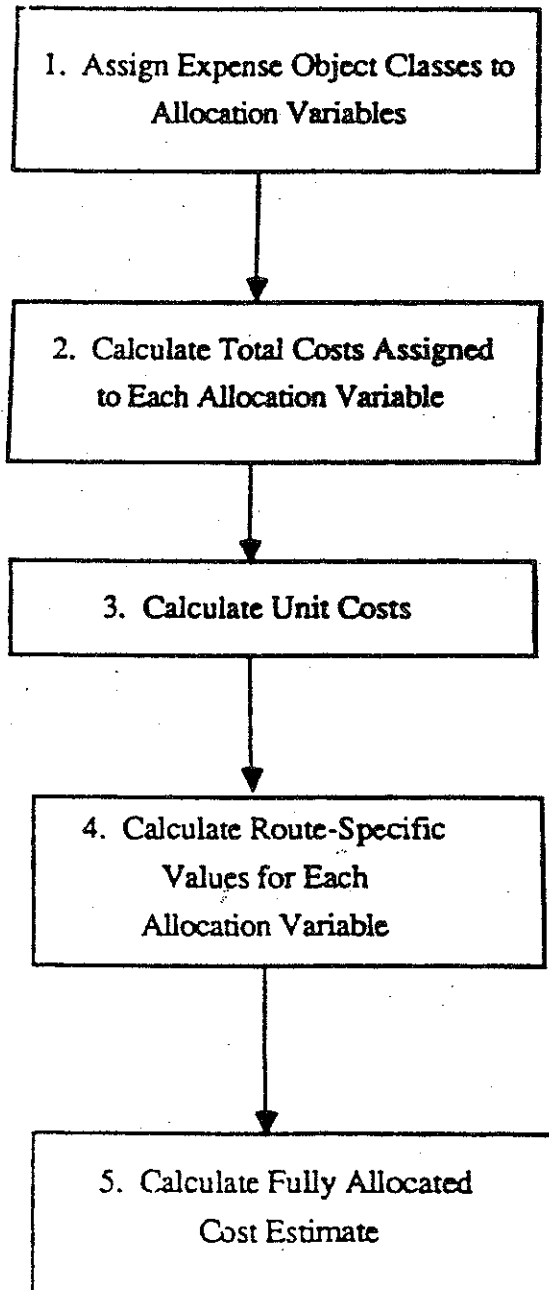 1. Assign Expense Object Classes to
Allocation Variables
2. Calculate Total Costs Assigned
to Each Allocation Variable
3. Calculate Unit Costs
4. Calculate Route-Specific
Values for Each
Allocation Variable
5. Calculate Fully Allocated
Cost Estimate